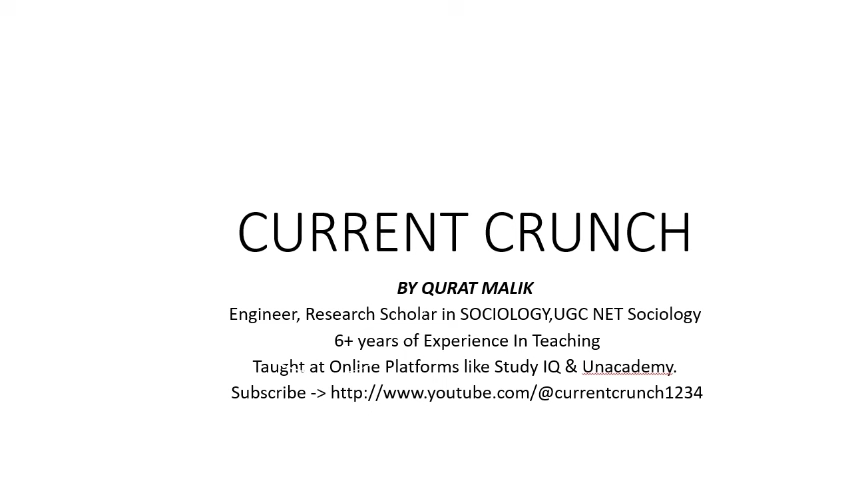 CURRENT CRUNCH
BY QURAT MALIK
Engineer, Research Scholar in SOCIOLOGY,UGC NET Sociology
6+ years of Experience In Teaching
Taught at Online Platforms like Study IQ & Unacademy.
Subscribe -> http://www.youtube.com/@currentcrunch1234